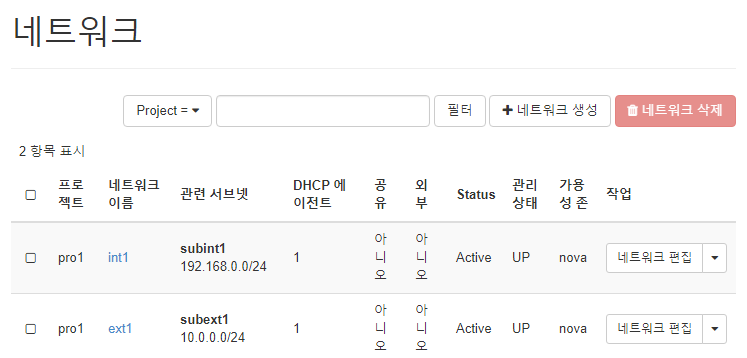 네트워크
Project = 필터 네트워크 생성 네트워크 삭제
2 항목 표시
프로젝트 네트워크 이름 관련 서브넷 DHCP 에이전트 공유 외부 Status 관리 상태 가용성 존 작업
pro1 int1 subint1 192.168.0.0/24 1 아니오 아니오 Active UP nova 네트워크 편집
pro1 ext1 subext1 10.0.0.0/24 1 아니오 아니오 Active UP nova 네트워크 편집